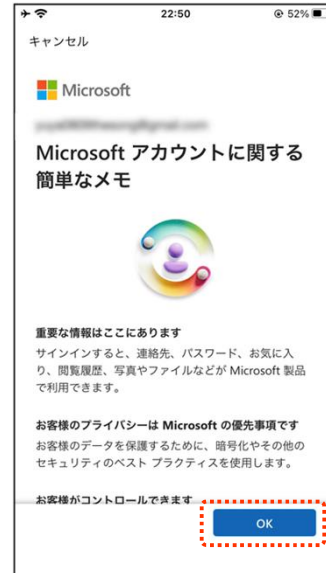 22:50
52%
キャンセル
Microsoft
Microsoft アカウントに関する
簡単なメモ
重要な情報はここにあります
サインインすると、連絡先、パスワード、お気に入
り、閲覧履歴、写真やファイルなどが Microsoft 製品
で利用できます。
お客様のプライバシーは Microsoft の優先事項です
お客様のデータを保護するために、暗号化やその他の
セキュリティのベスト プラクティスを使用します。
お客様がコントロールできます
OK